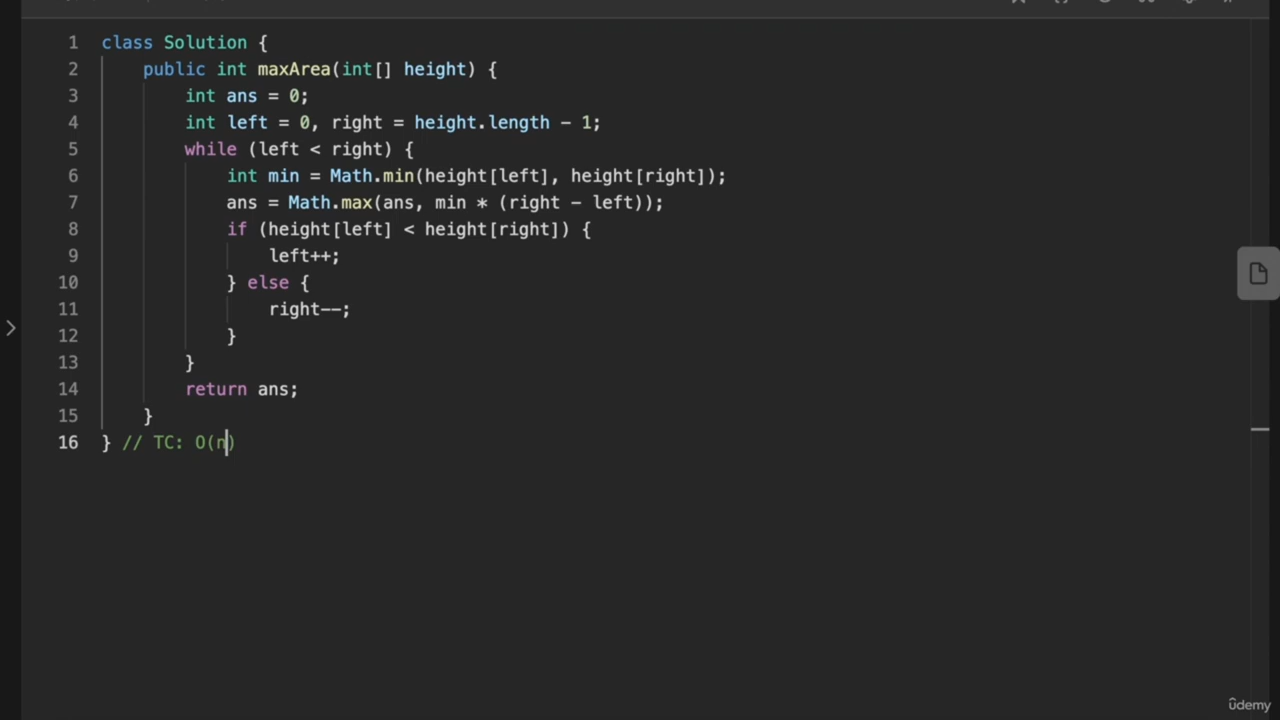 1 class Solution {
2 public int maxArea(int[] height) {
3 int ans = 0;
4 int left = 0, right = height.length - 1;
5 while (left < right) {
6 int min = Math.min(height[left], height[right]);
7 ans = Math.max(ans, min * (right - left));
8 if (height[left] < height[right]) {
9 left++;
10 } else {
11 right--;
12 }
13 }
14 return ans;
15 }
16 } // TC: O(n)
ûdemy